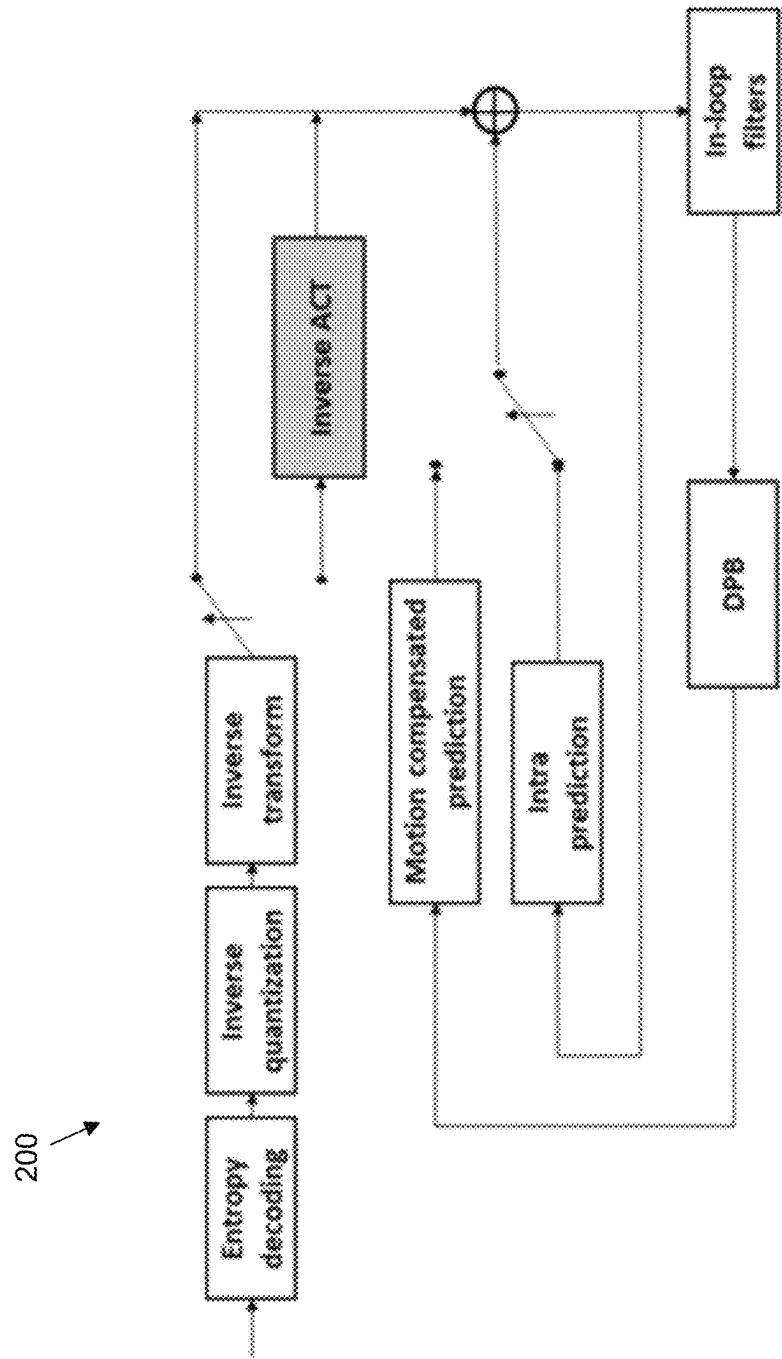 200
Entropy
decoding
Inverse
quantization
Inverse
transform
Inverse ACT
Motion compensated
prediction
Intra
prediction
DPB
In-loop
filters